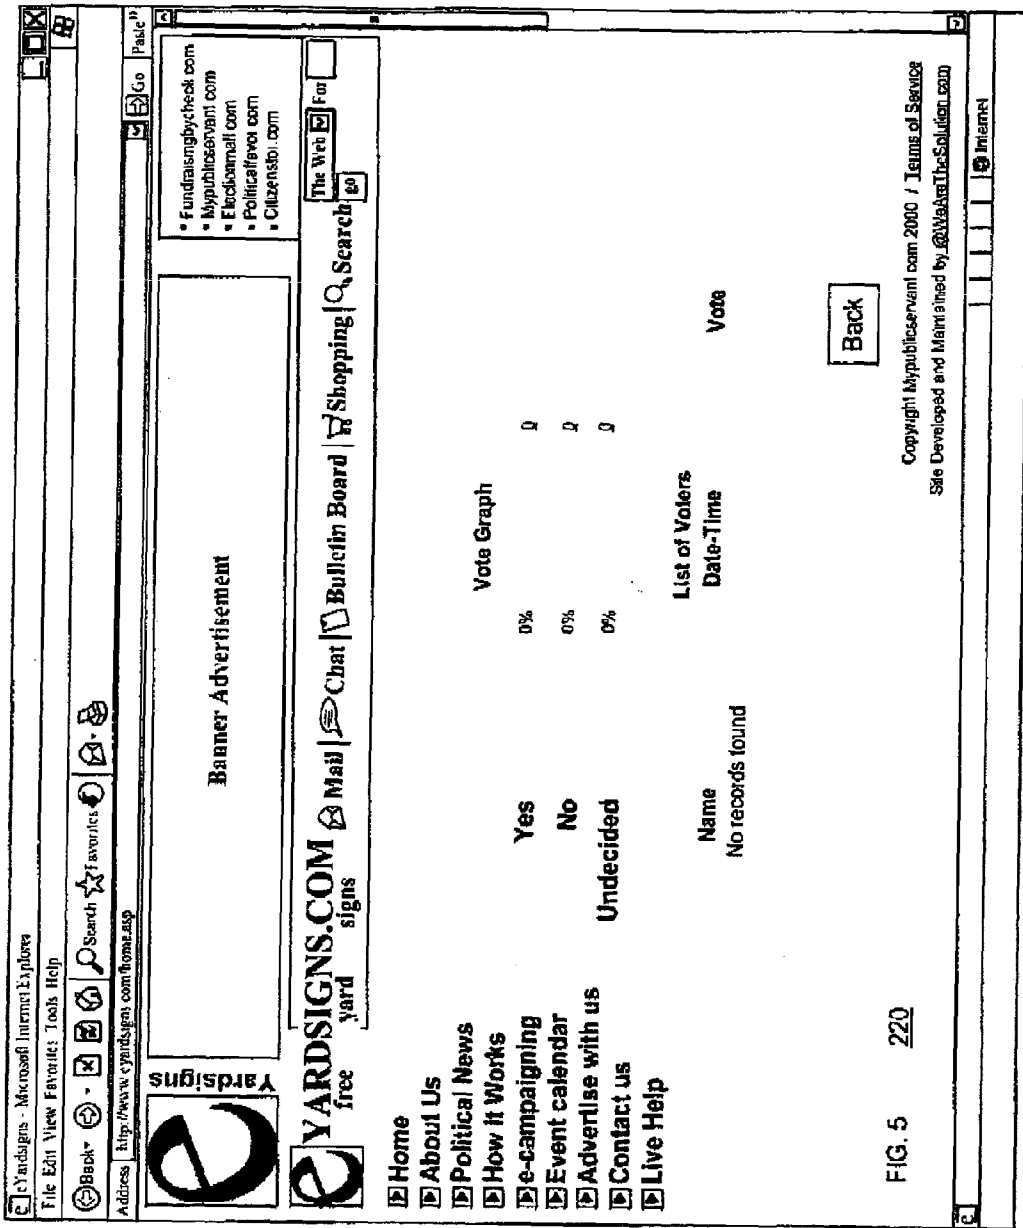 eYardsigns - Microsoft Internet Explorer
File Edit View Favorites Tools Help
Back Search Favorites
Address http://www eyardsigns com/home.asp Go Paste"
Yardsigns
Banner Advertisement
Fundraisingbycheck com
Mypublicservant com
Electionmall com
Politicalfavor com
Citizenstor.com
eYARDSIGNS.COM Mail Chat Bulletin Board Shopping Search The Web For
free yard signs go
Home
About Us
Political News
How it Works
e-campaigning
Event calendar
Advertise with us
Contact us
Live Help
Vote Graph
Yes 0% 0
No 0% 0
Undecided 0% 0
List of Voters
Name Date-Time Vote
No records found
Back
Copyright Mypublicservant com 2000 / Terms of Service
Site Developed and Maintained by @WeAreTheSolution com
Internet
FIG. 5 220